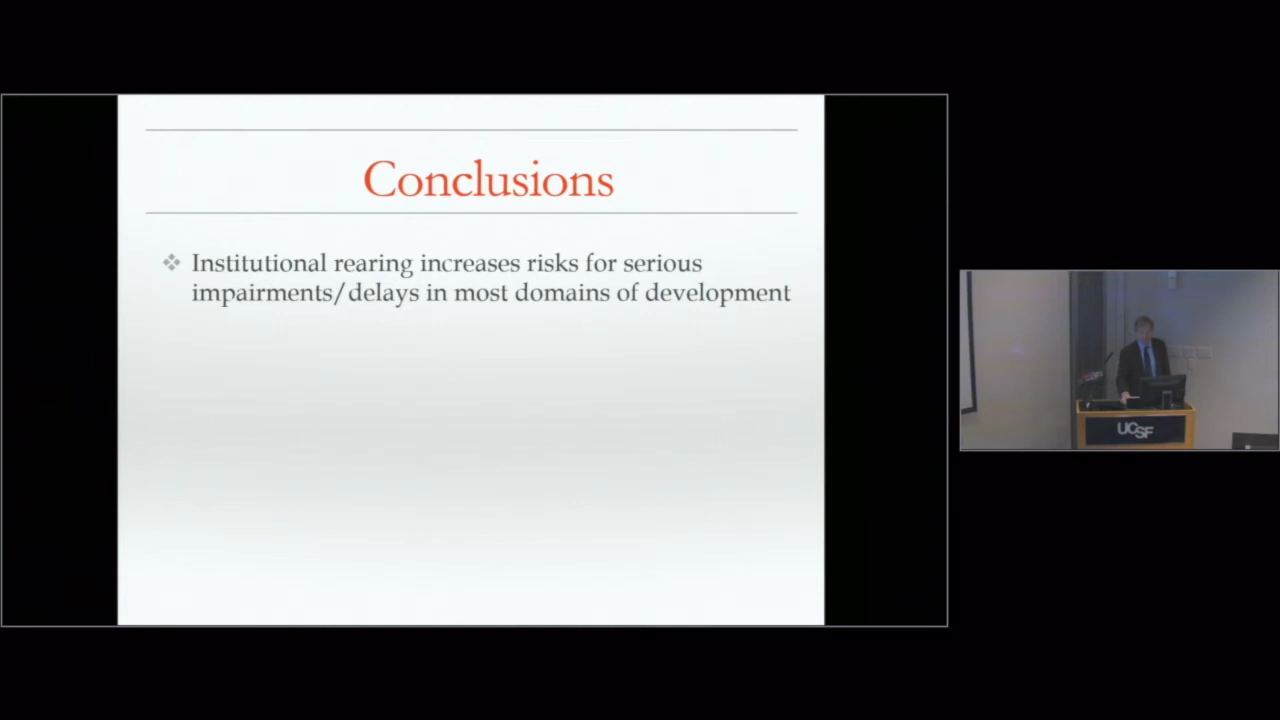 Conclusions
Institutional rearing increases risks for serious
impairments/delays in most domains of development
UCSF